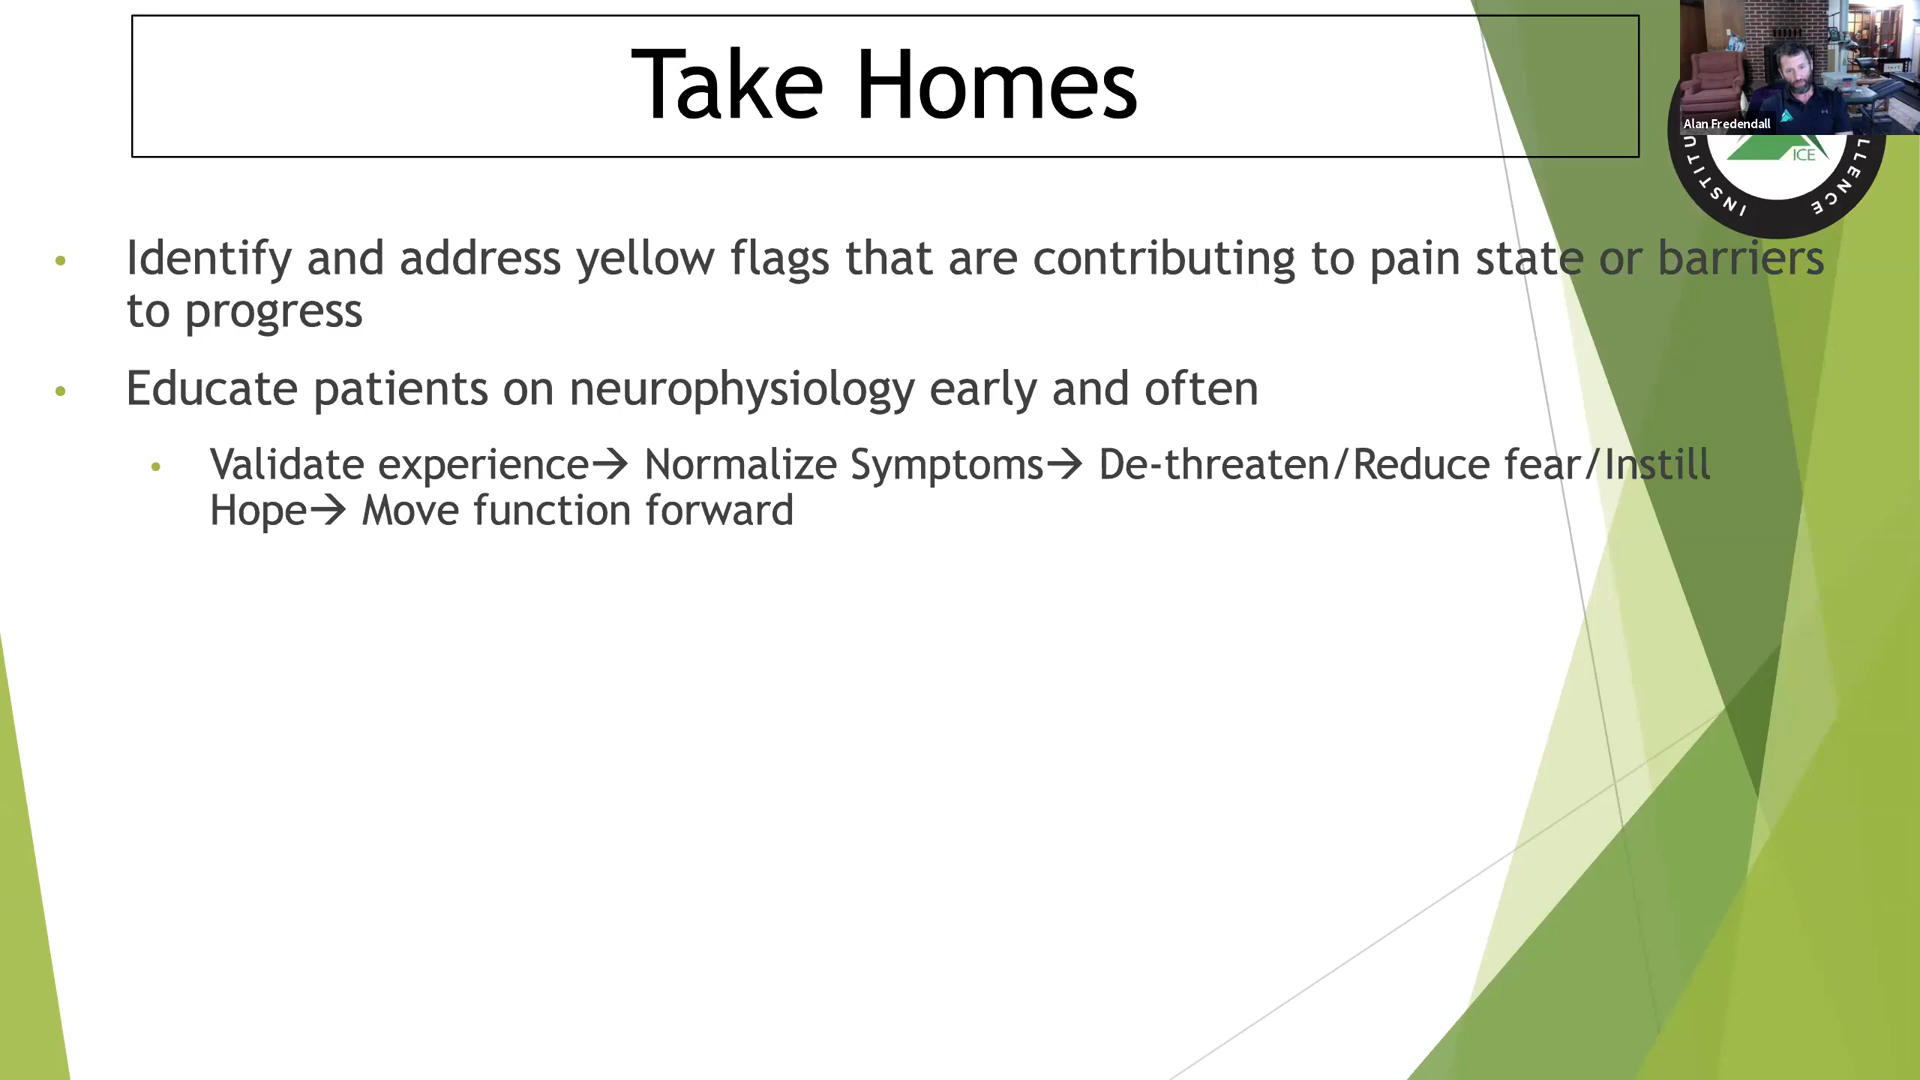 Take Homes
Alan Fredendall
ICE
INSTITU
LLENCE
• Identify and address yellow flags that are contributing to pain state or barriers
to progress
• Educate patients on neurophysiology early and often
• Validate experience→ Normalize Symptoms→ De-threaten/Reduce fear/Instill
Hope→ Move function forward